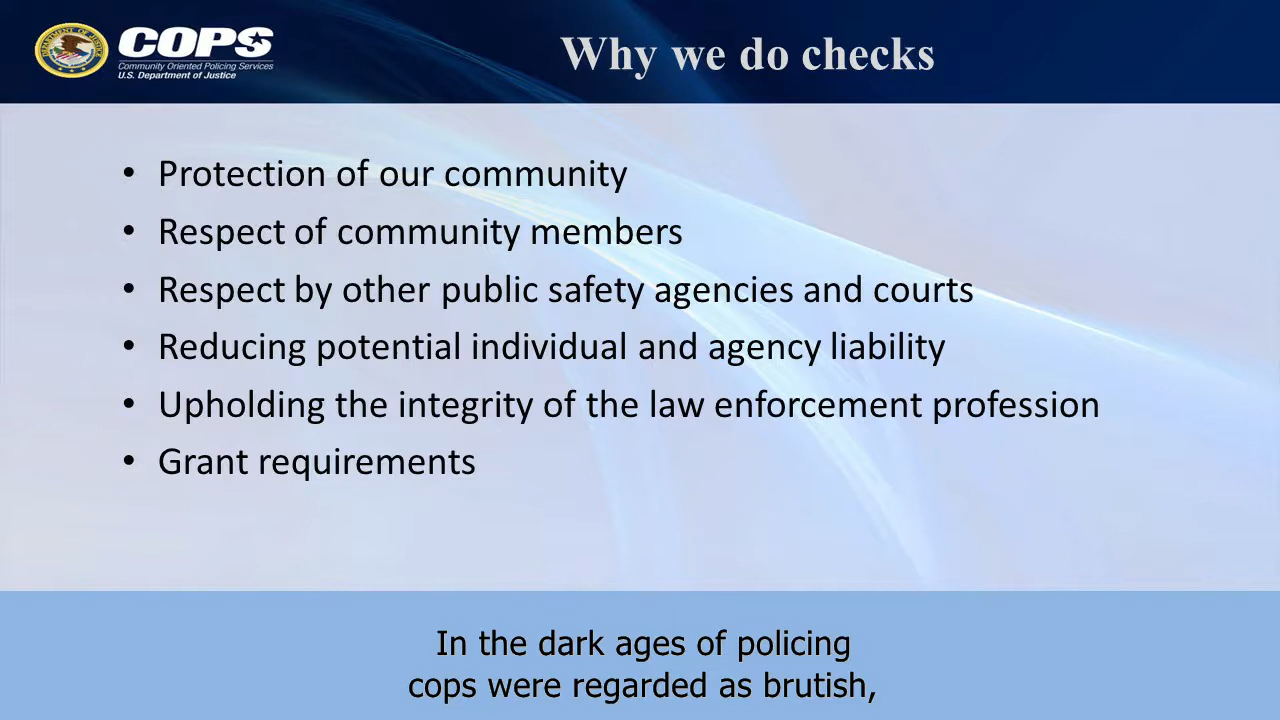 COPS
Community Oriented Policing Services
U.S. Department of Justice
Why we do checks
• Protection of our community
• Respect of community members
• Respect by other public safety agencies and courts
• Reducing potential individual and agency liability
• Upholding the integrity of the law enforcement profession
• Grant requirements
In the dark ages of policing
cops were regarded as brutish,